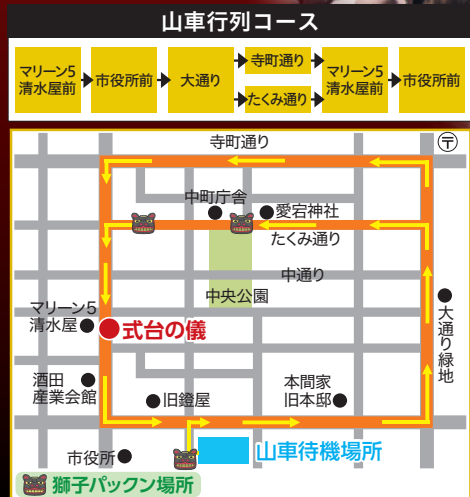 山車行列コース
マリーン5
清水屋前
市役所前
大通り
寺町通り
たくみ通り
マリーン5
清水屋前
市役所前
〒
寺町通り
中町庁舎
愛宕神社
たくみ通り
中通り
中央公園
マリーン5
清水屋
式台の儀
大通り緑地
酒田
産業会館
旧鐙屋
本間家
旧本邸
市役所
山車待機場所
獅子パックン場所